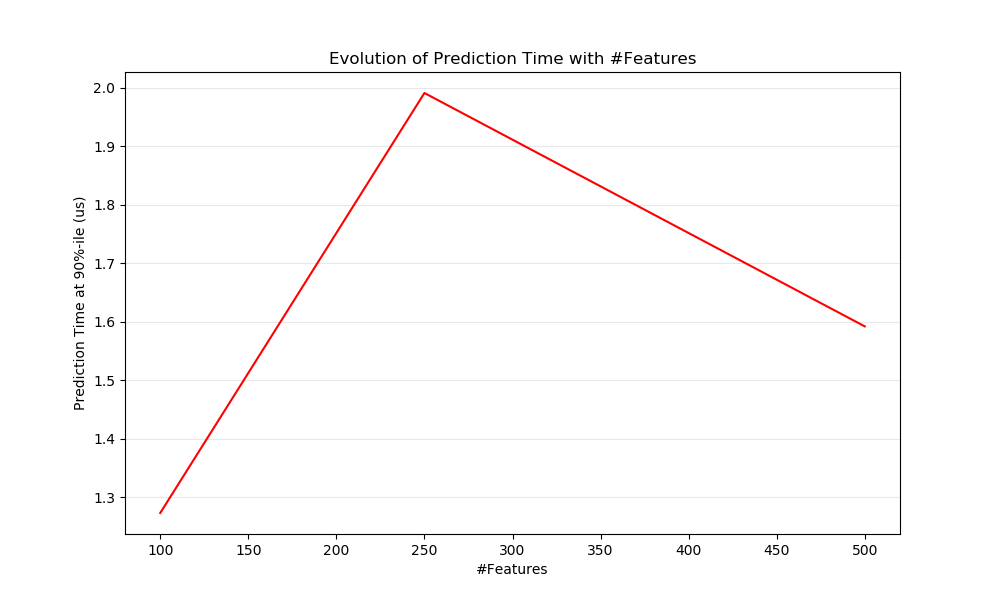 Evolution of Prediction Time with #Features
Prediction Time at 90%-ile (us)
2.0
1.9
1.8
1.7
1.6
1.5
1.4
1.3
100 150 200 250 300 350 400 450 500
#Features